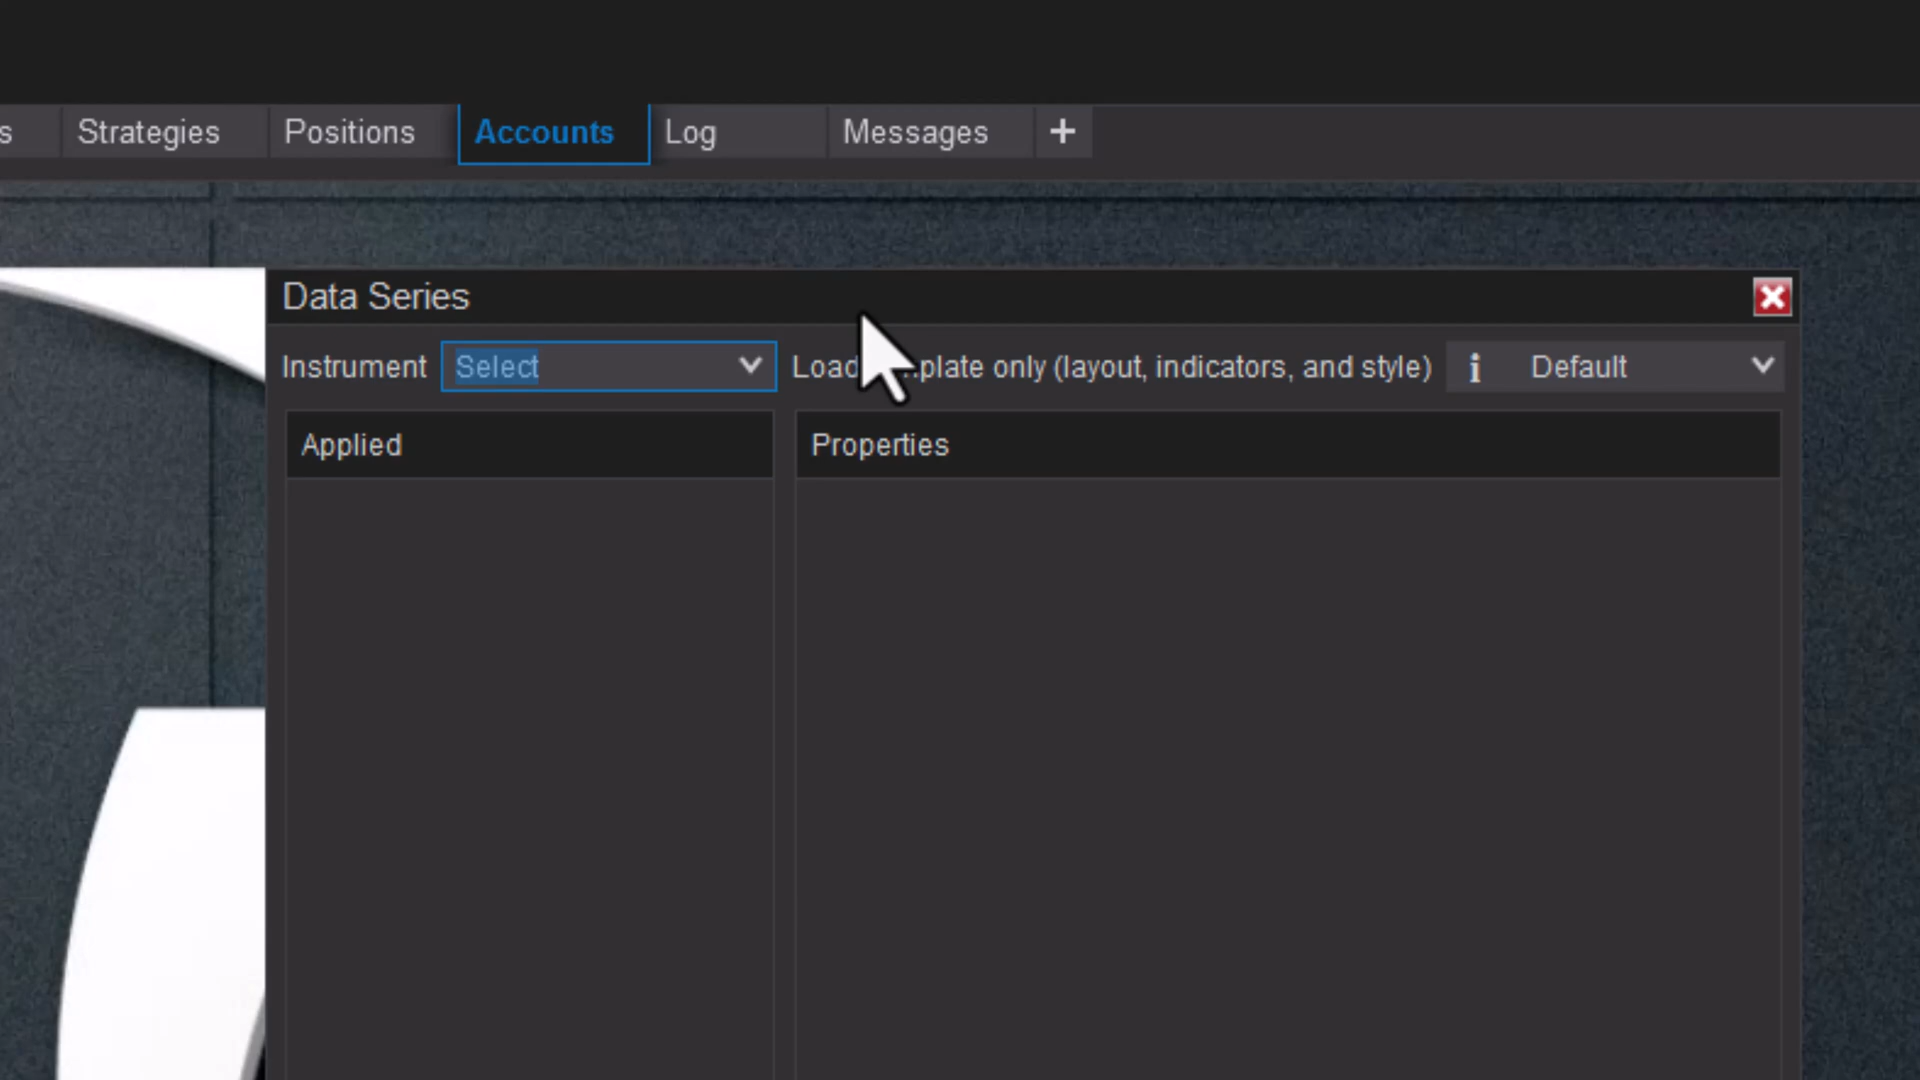 s Strategies Positions Accounts Log Messages +
Data Series
Instrument Select Load plate only (layout, indicators, and style) i Default
Applied Properties